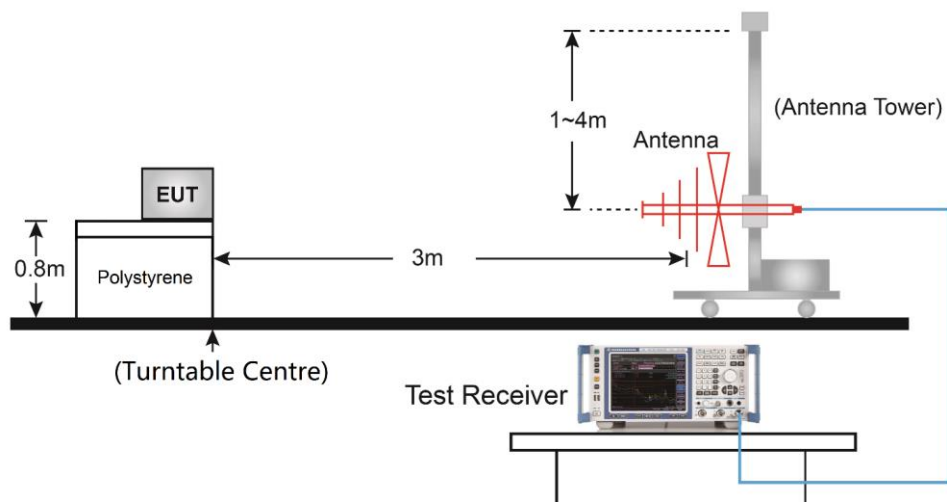 1~4m
(Antenna Tower)
Antenna
EUT
0.8m
Polystyrene
3m
(Turntable Centre)
Test Receiver